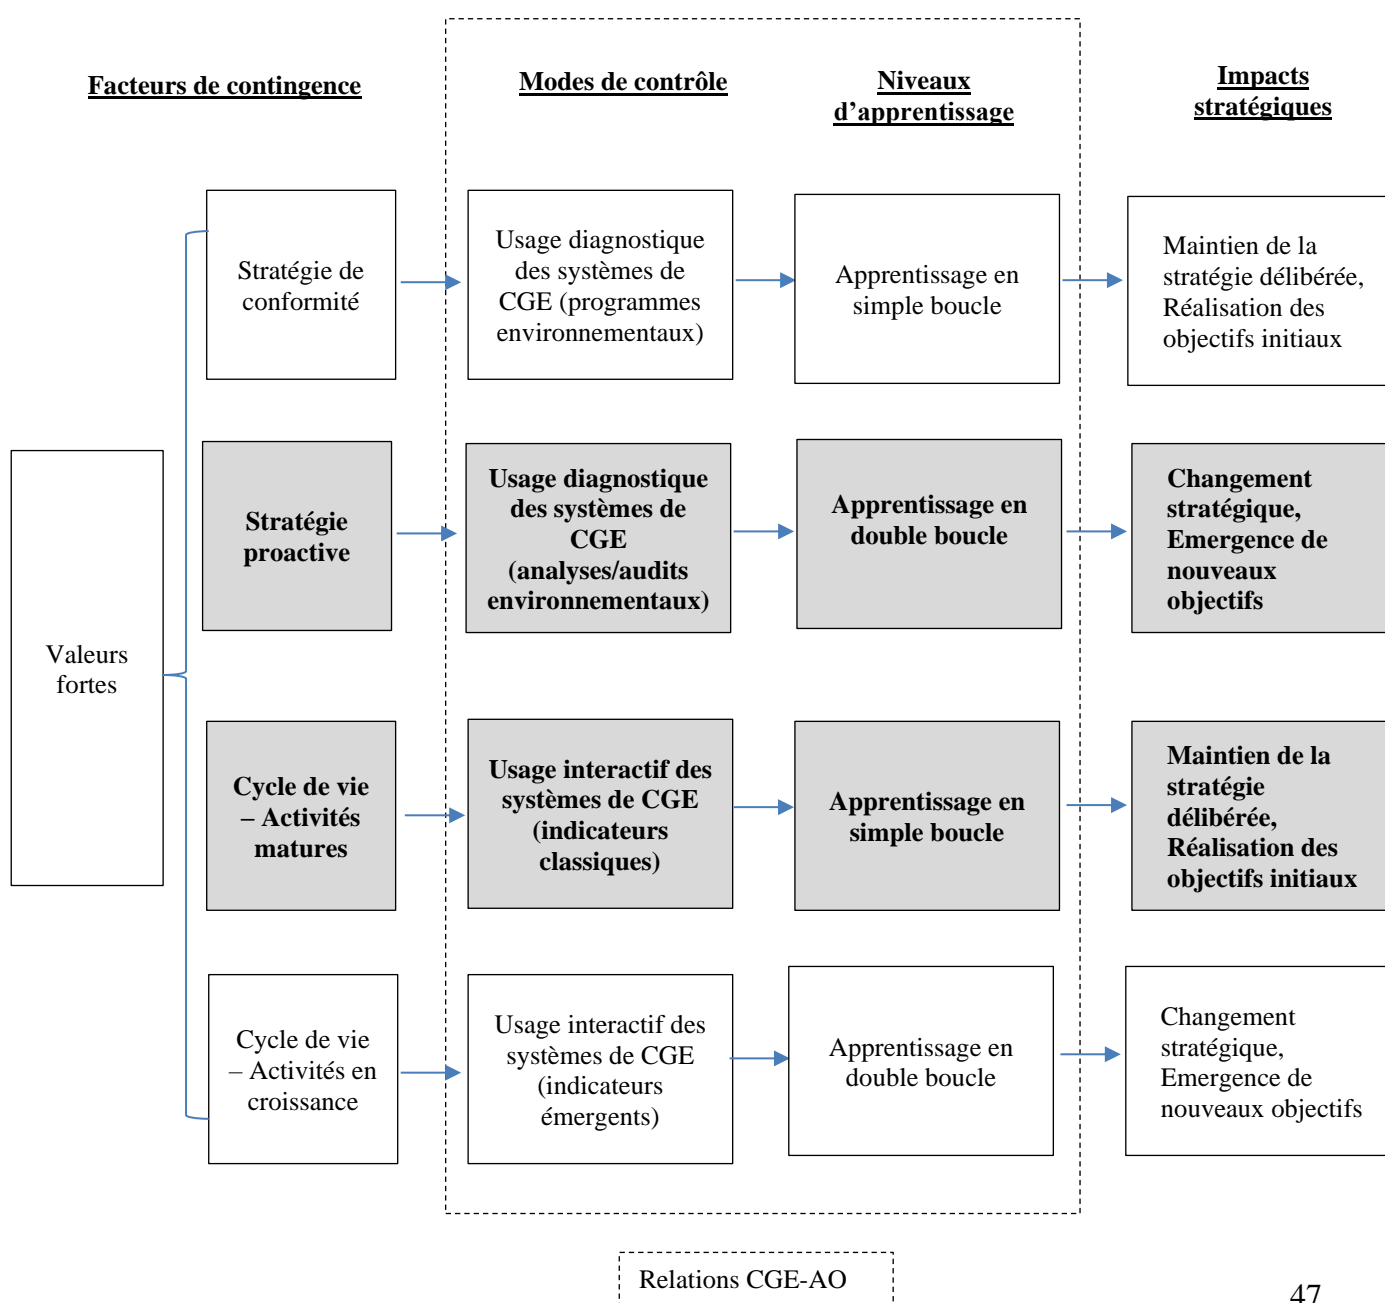 Facteurs de contingence
Modes de contrôle
Niveaux
d’apprentissage
Impacts
stratégiques
Stratégie de
conformité
Usage diagnostique
des systèmes de
CGE (programmes
environnementaux)
Apprentissage en
simple boucle
Maintien de la
stratégie délibérée,
Réalisation des
objectifs initiaux
Valeurs
fortes
Stratégie
proactive
Usage diagnostique
des systèmes de
CGE
(analyses/audits
environnementaux)
Apprentissage en
double boucle
Changement
stratégique,
Emergence de
nouveaux
objectifs
Cycle de vie
– Activités
matures
Usage interactif des
systèmes de CGE
(indicateurs
classiques)
Apprentissage en
simple boucle
Maintien de la
stratégie
délibérée,
Réalisation des
objectifs initiaux
Cycle de vie
– Activités en
croissance
Usage interactif des
systèmes de CGE
(indicateurs
émergents)
Apprentissage en
double boucle
Changement
stratégique,
Emergence de
nouveaux objectifs
Relations CGE-AO
47